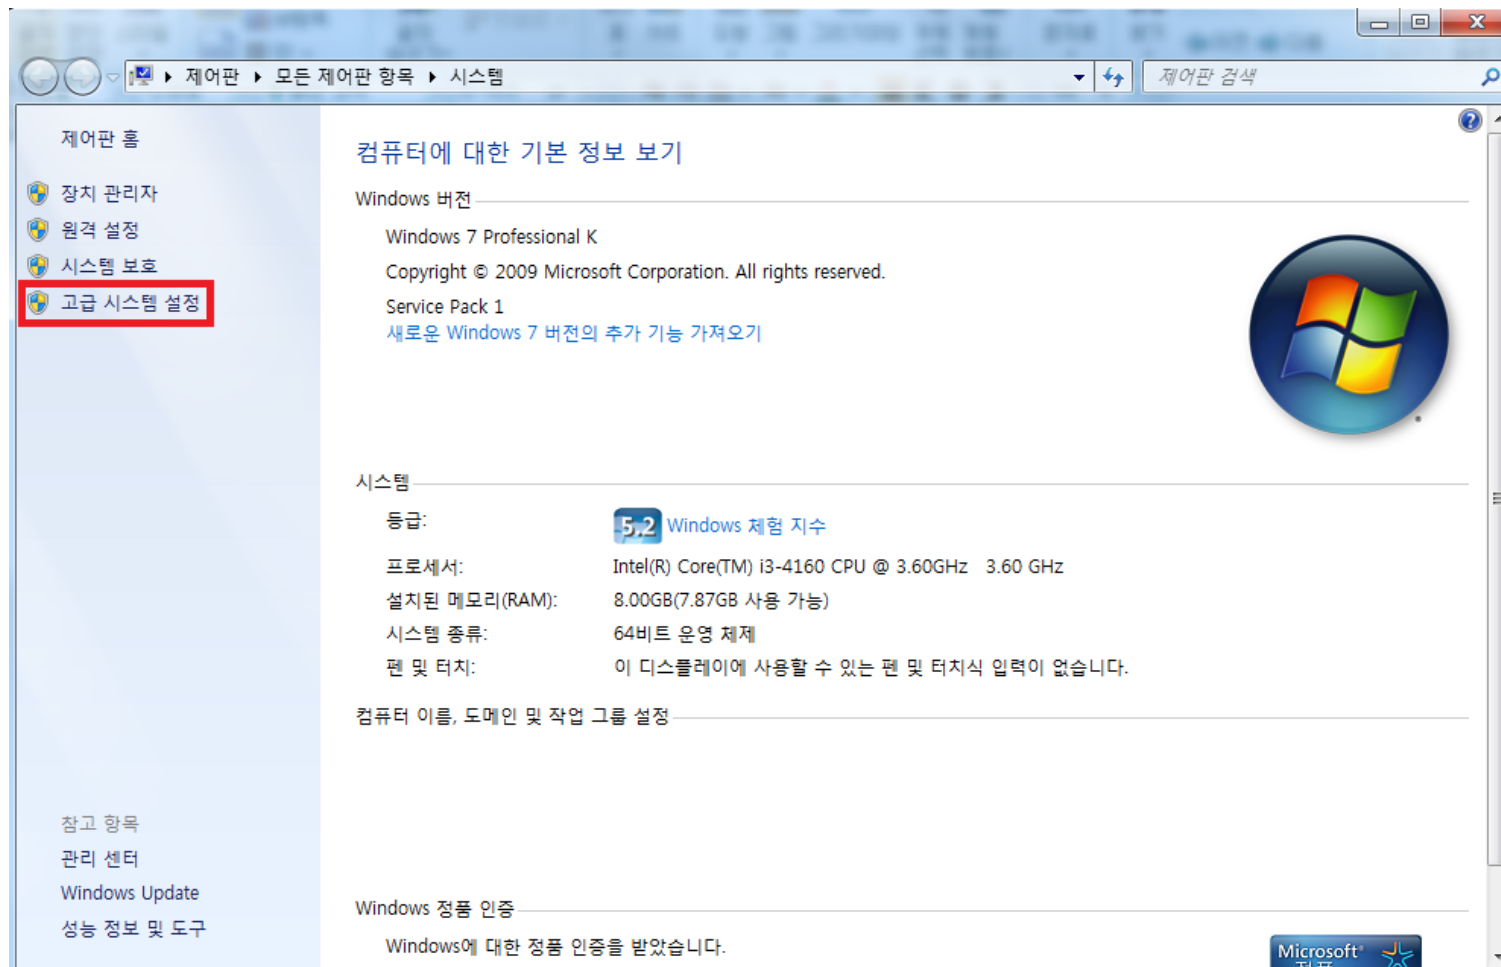 제어판 ▸ 모든 제어판 항목 ▸ 시스템
제어판 검색
제어판 홈
장치 관리자
원격 설정
시스템 보호
고급 시스템 설정
참고 항목
관리 센터
Windows Update
성능 정보 및 도구
컴퓨터에 대한 기본 정보 보기
Windows 버전
Windows 7 Professional K
Copyright © 2009 Microsoft Corporation. All rights reserved.
Service Pack 1
새로운 Windows 7 버전의 추가 기능 가져오기
시스템
등급: 5.2 Windows 체험 지수
프로세서: Intel(R) Core(TM) i3-4160 CPU @ 3.60GHz 3.60 GHz
설치된 메모리(RAM): 8.00GB(7.87GB 사용 가능)
시스템 종류: 64비트 운영 체제
펜 및 터치: 이 디스플레이에 사용할 수 있는 펜 및 터치식 입력이 없습니다.
컴퓨터 이름, 도메인 및 작업 그룹 설정
Windows 정품 인증
Windows에 대한 정품 인증을 받았습니다.
Microsoft